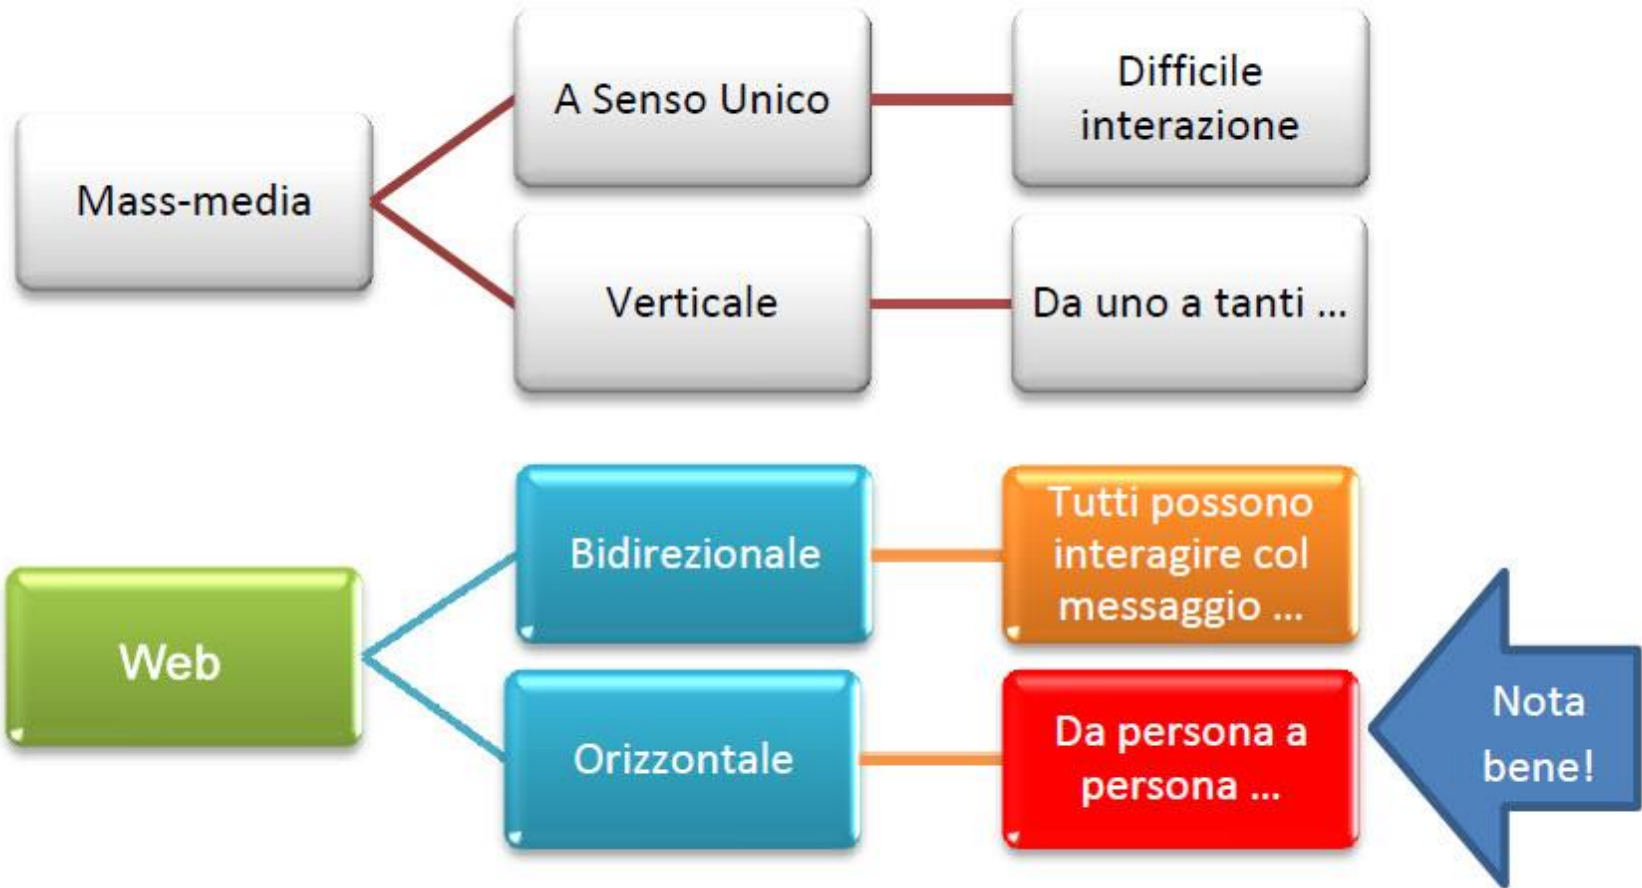 Mass-media
A Senso Unico
Difficile
interazione
Verticale
Da uno a tanti ...
Web
Bidirezionale
Tutti possono
interagire col
messaggio ...
Orizzontale
Da persona a
persona ...
Nota
bene!